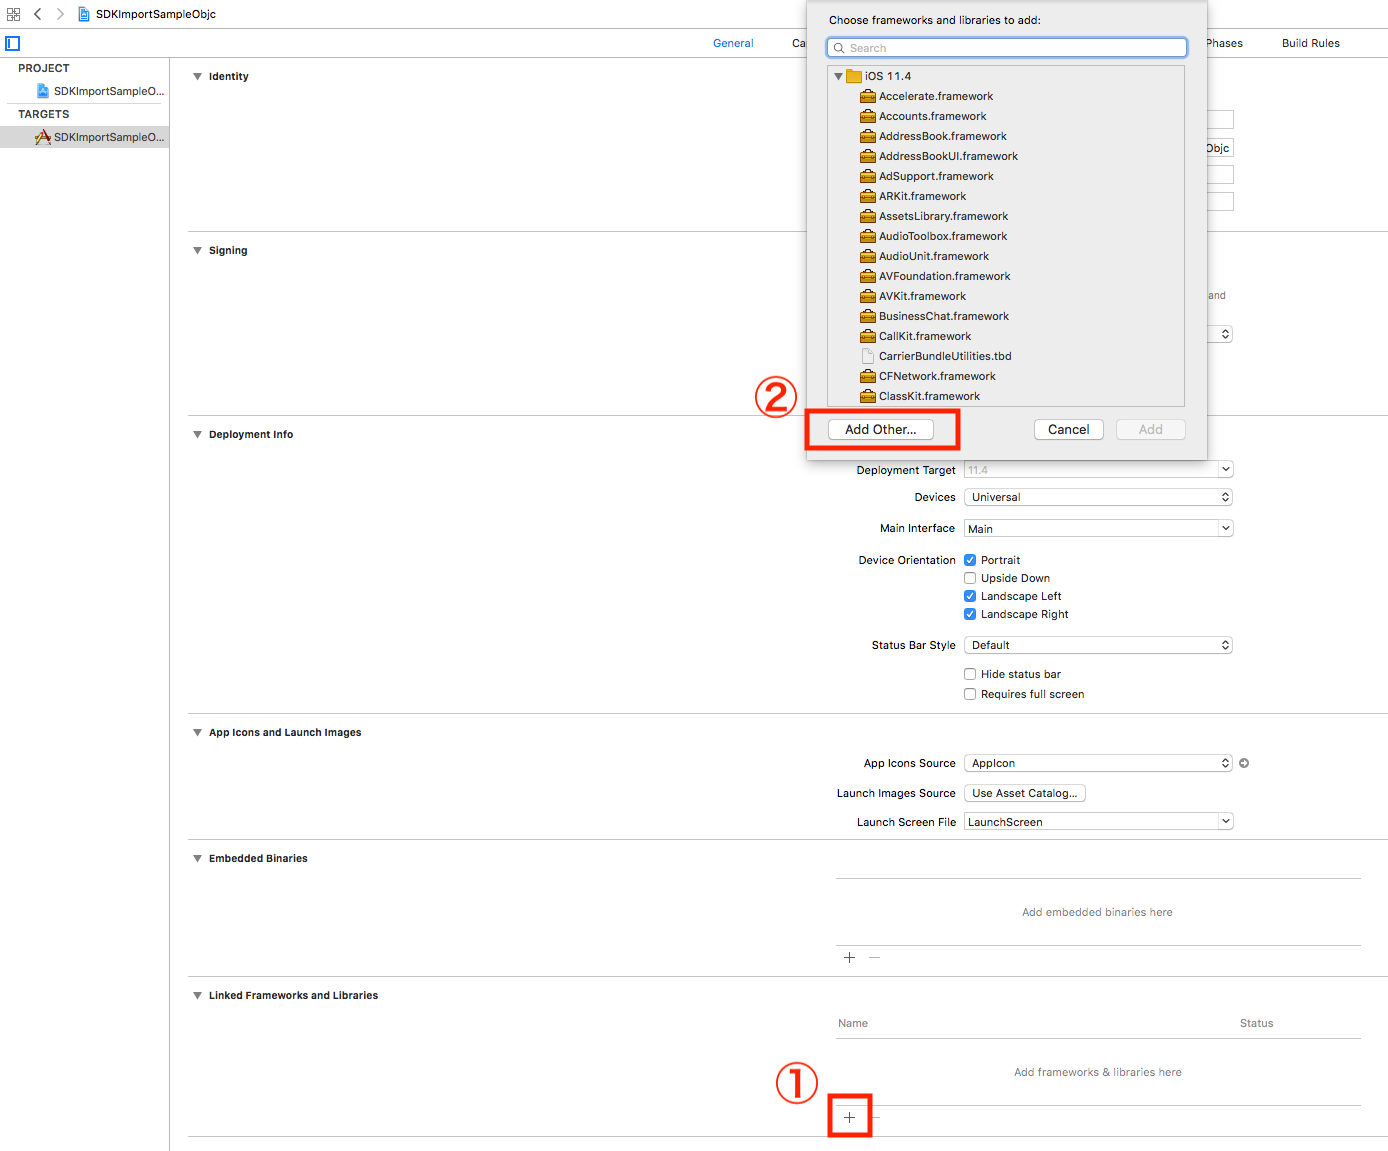 SDKImportSampleObjc
General
Ca
Phases
Build Rules
PROJECT
SDKImportSampleO...
TARGETS
SDKImportSampleO...
Choose frameworks and libraries to add:
Search
iOS 11.4
Accelerate.framework
Accounts.framework
AddressBook.framework
AddressBookUI.framework
AdSupport.framework
ARKit.framework
AssetsLibrary.framework
AudioToolbox.framework
AudioUnit.framework
AVFoundation.framework
AVKit.framework
BusinessChat.framework
CallKit.framework
CarrierBundleUtilities.tbd
CFNetwork.framework
ClassKit.framework
②
Add Other...
Cancel
Add
Identity
Objc
Signing
and
Deployment Info
Deployment Target 11.4
Devices Universal
Main Interface Main
Device Orientation Portrait
Upside Down
Landscape Left
Landscape Right
Status Bar Style Default
Hide status bar
Requires full screen
App Icons and Launch Images
App Icons Source AppIcon
Launch Images Source Use Asset Catalog...
Launch Screen File LaunchScreen
Embedded Binaries
Add embedded binaries here
Linked Frameworks and Libraries
Name Status
Add frameworks & libraries here
①